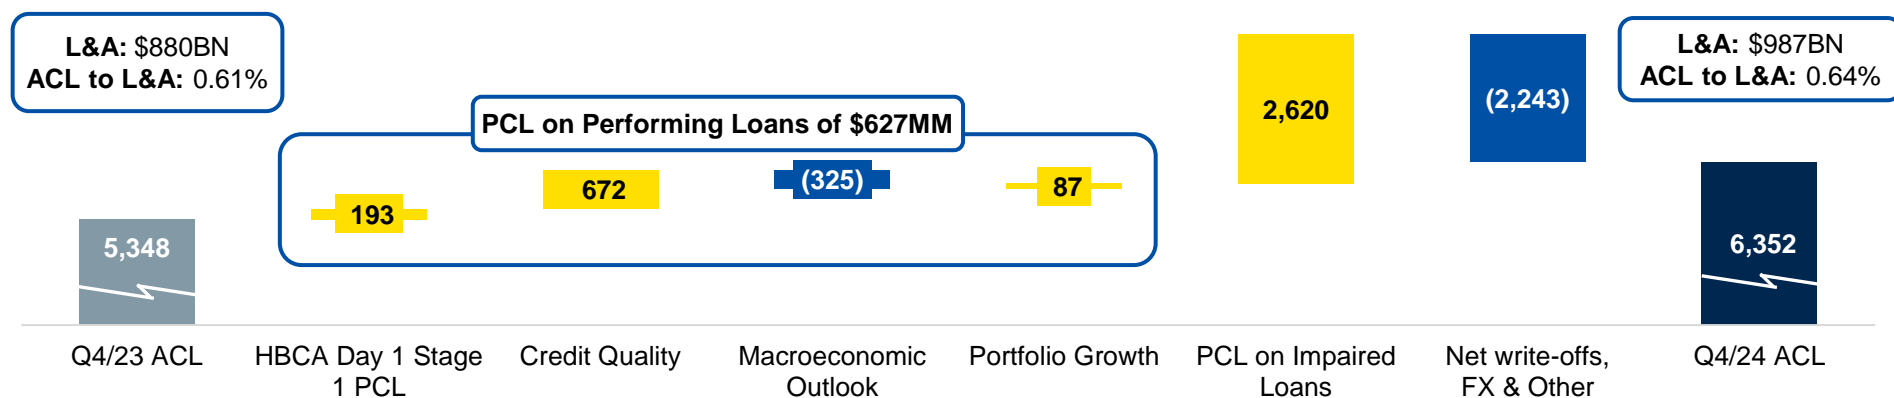 L&A: $880BN
ACL to L&A: 0.61%
L&A: $987BN
ACL to L&A: 0.64%
PCL on Performing Loans of $627MM
5,348
193
672
(325)
87
2,620
(2,243)
6,352
Q4/23 ACL
HBCA Day 1 Stage
1 PCL
Credit Quality
Macroeconomic
Outlook
Portfolio Growth
PCL on Impaired
Loans
Net write-offs,
FX & Other
Q4/24 ACL